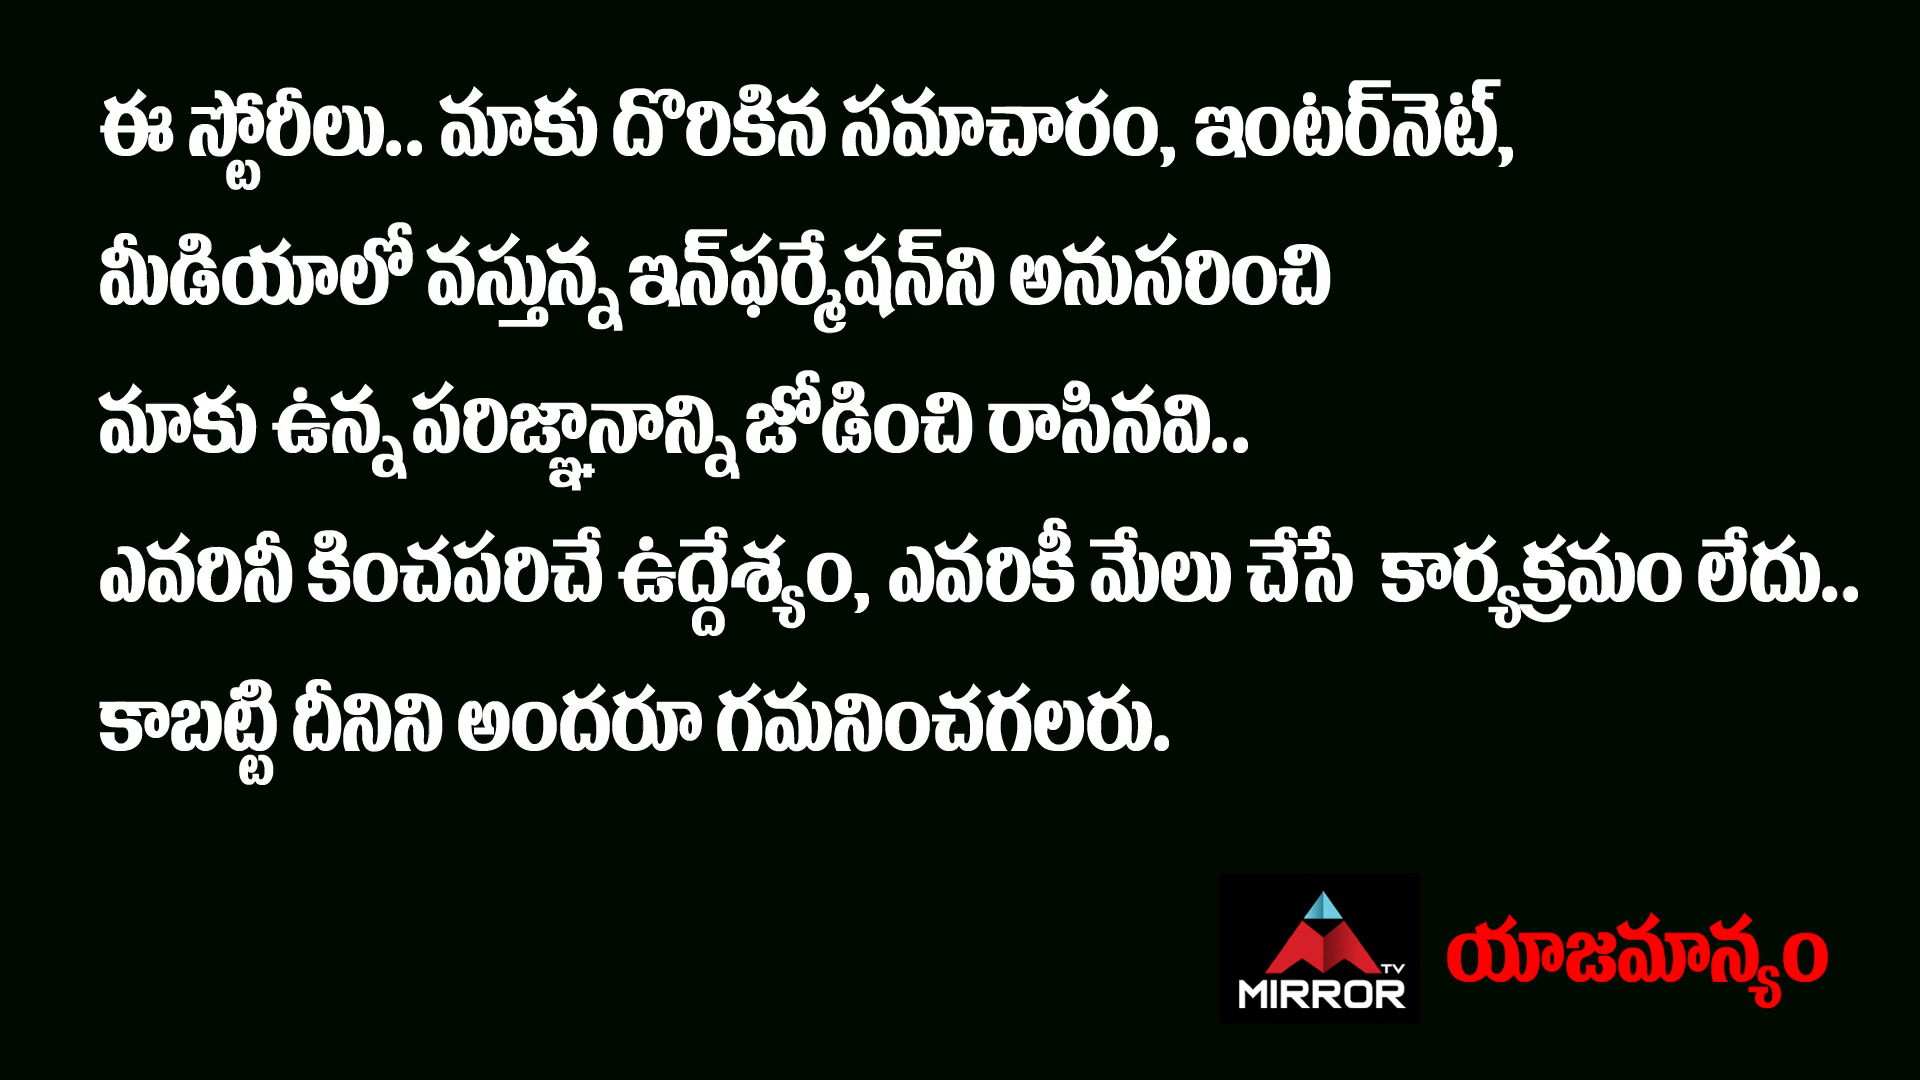 ఈ స్టోరీలు.. మాకు దొరికిన సమాచారం, ఇంటర్‌నెట్,
మీడియాలో వస్తున్న ఇన్‌ఫర్మేషన్‌ని అనుసరించి
మాకు ఉన్న పరిజ్ఞానాన్ని జోడించి రాసినవి..
ఎవరినీ కించపరిచే ఉద్దేశ్యం, ఎవరికీ మేలు చేసే కార్యక్రమం లేదు..
కాబట్టి దీనిని అందరూ గమనించగలరు.
TV
MIRROR
యాజమాన్యం